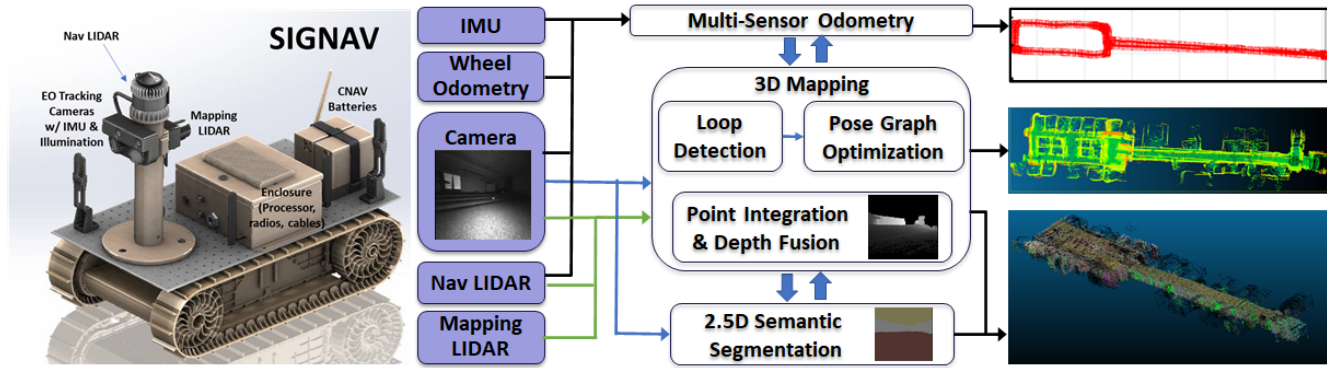 SIGNAV
Nav LIDAR
EO Tracking
Cameras
w/ IMU &
Illumination
Mapping
LIDAR
CNAV
Batteries
Enclosure
(Processor,
radios, cables)
IMU
Wheel
Odometry
Camera
Nav LIDAR
Mapping
LIDAR
Multi-Sensor Odometry
3D Mapping
Loop
Detection
Pose Graph
Optimization
Point Integration
& Depth Fusion
2.5D Semantic
Segmentation